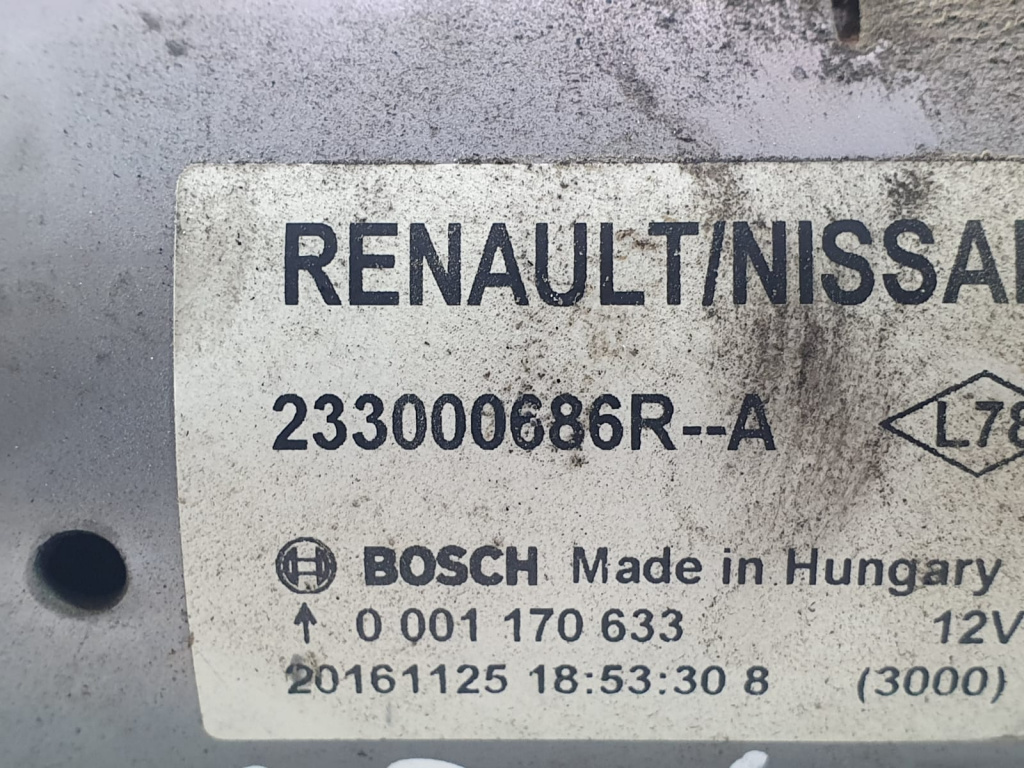 RENAULT/NISSA
233000686R--A
L78
BOSCH Made in Hungary
0 001 170 633 12V
20161125 18:53:30 8 (3000)